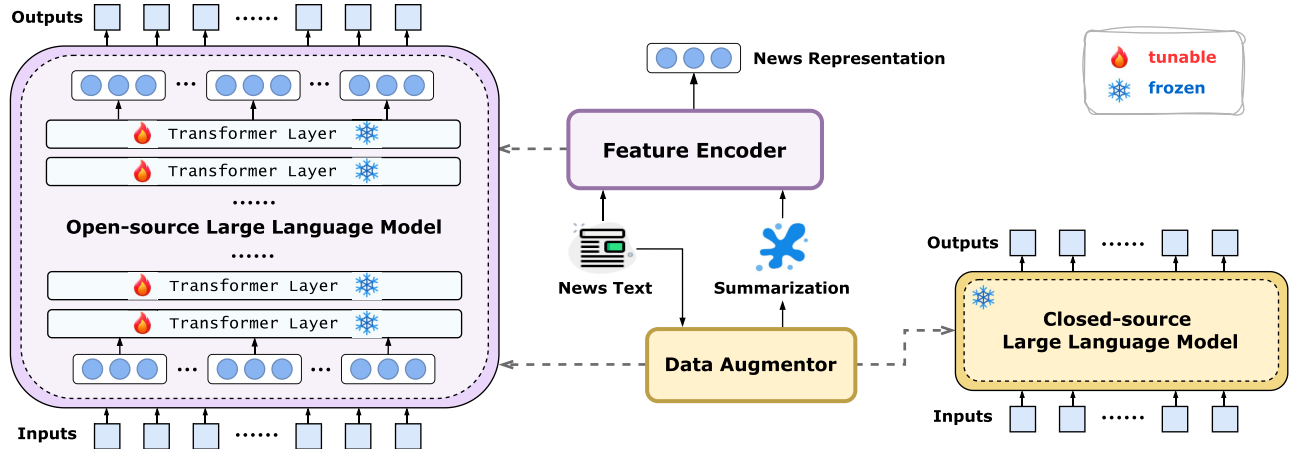 Outputs
Transformer Layer
Transformer Layer
......
Open-source Large Language Model
......
Transformer Layer
Transformer Layer
Inputs
News Representation
Feature Encoder
News Text
Summarization
Data Augmentor
tunable
frozen
Outputs
Closed-source
Large Language Model
Inputs